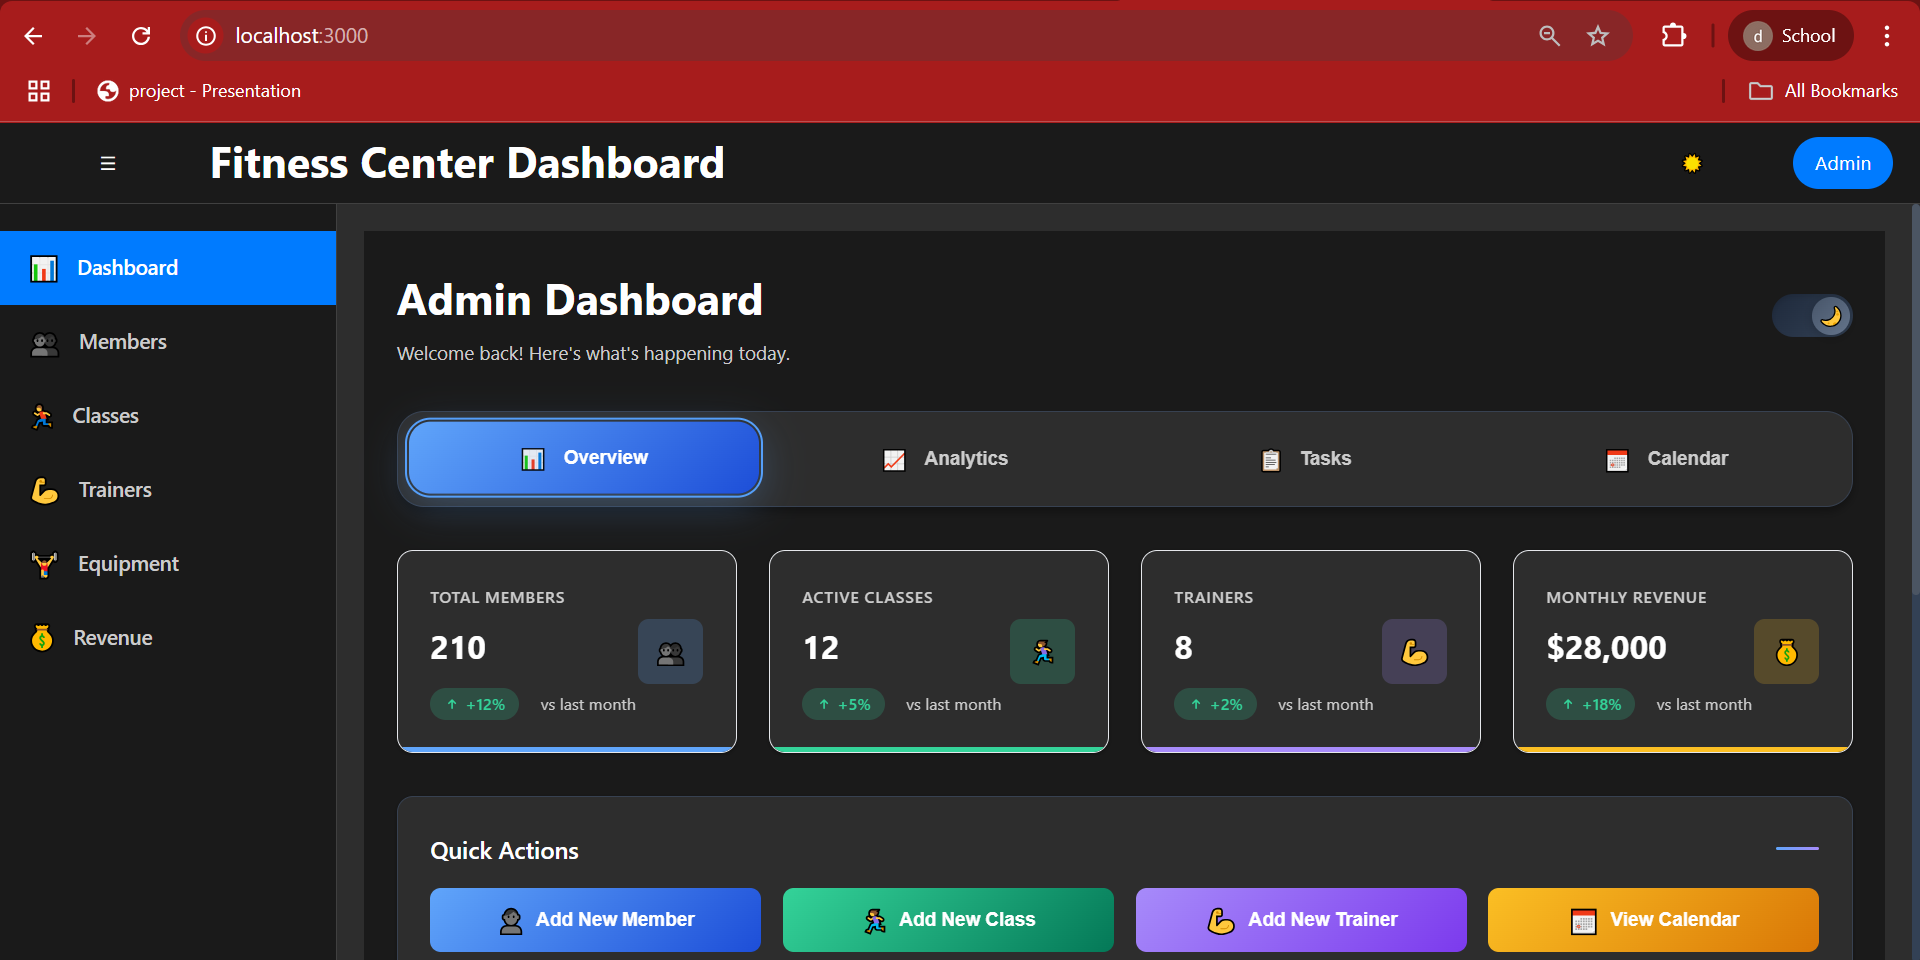 localhost:3000
d School
project - Presentation
All Bookmarks
☰ Fitness Center Dashboard
Admin
Dashboard
Members
Classes
Trainers
Equipment
Revenue
Admin Dashboard
Welcome back! Here's what's happening today.
Overview
Analytics
Tasks
Calendar
TOTAL MEMBERS
210
↑ +12% vs last month
ACTIVE CLASSES
12
↑ +5% vs last month
TRAINERS
8
↑ +2% vs last month
MONTHLY REVENUE
$28,000
↑ +18% vs last month
Quick Actions
Add New Member
Add New Class
Add New Trainer
View Calendar